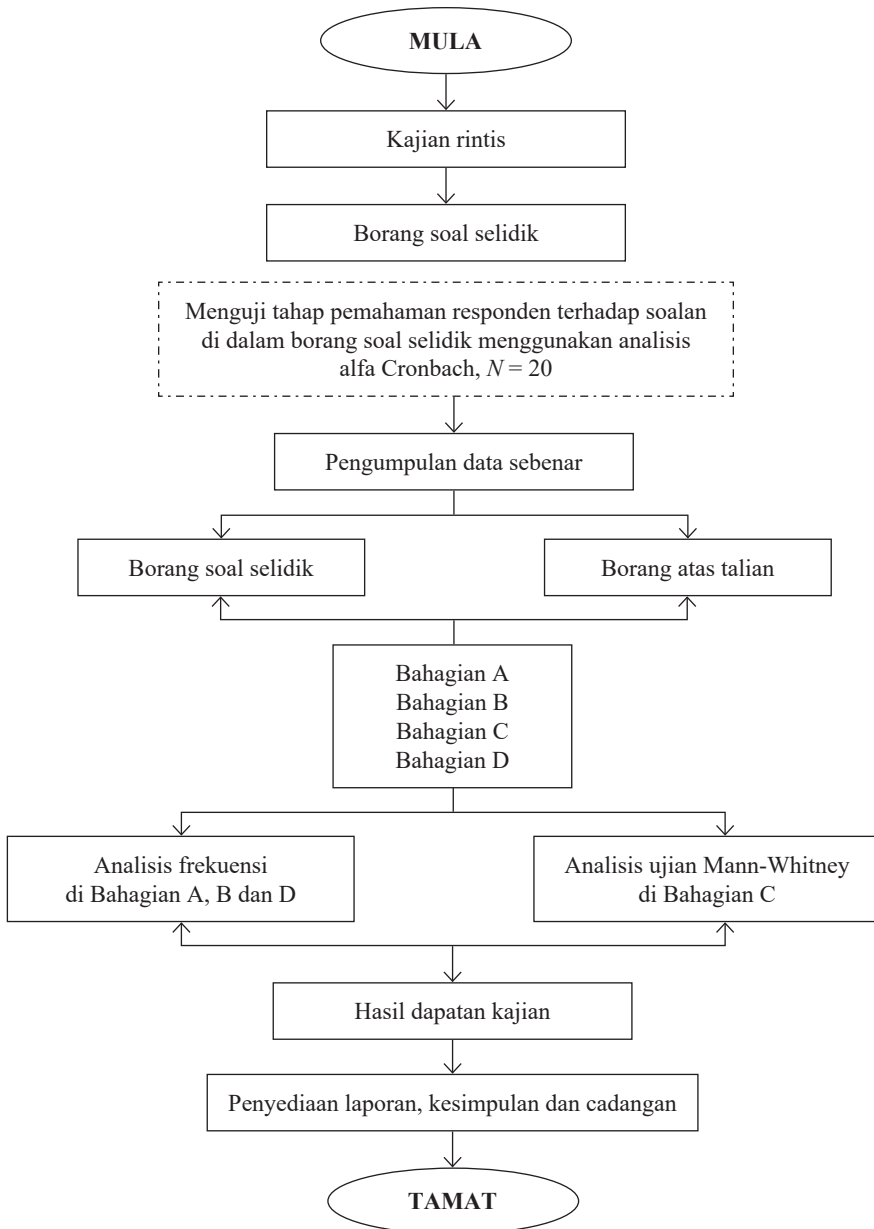 MULA
Kajian rintis
Borang soal selidik
Menguji tahap pemahaman responden terhadap soalan
di dalam borang soal selidik menggunakan analisis
alfa Cronbach, N = 20
Pengumpulan data sebenar
Borang soal selidik
Borang atas talian
Bahagian A
Bahagian B
Bahagian C
Bahagian D
Analisis frekuensi
di Bahagian A, B dan D
Analisis ujian Mann-Whitney
di Bahagian C
Hasil dapatan kajian
Penyediaan laporan, kesimpulan dan cadangan
TAMAT